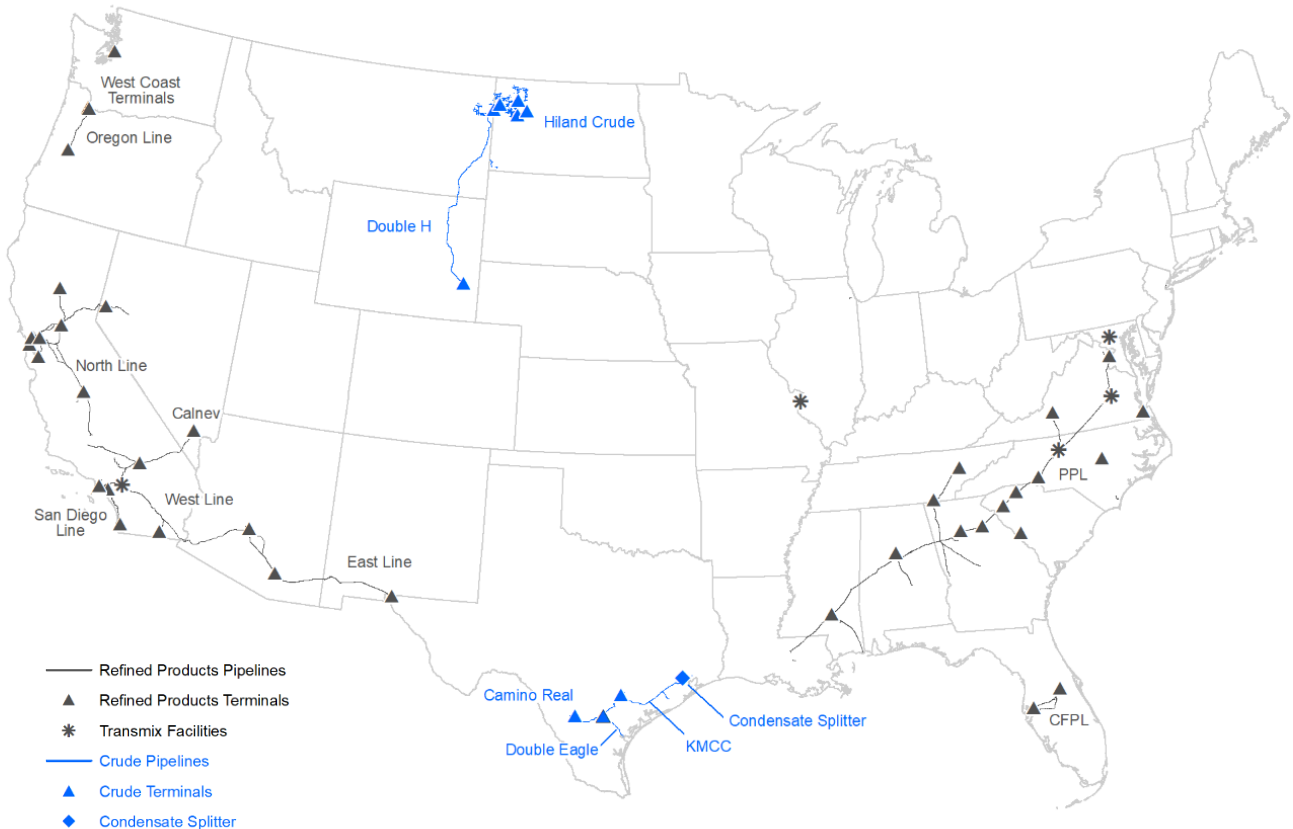 West Coast
Terminals
Oregon Line
Hiland Crude
Double H
North Line
Calnev
West Line
San Diego
Line
East Line
PPL
CFPL
Camino Real
Double Eagle
KMCC
Condensate Splitter
Refined Products Pipelines
Refined Products Terminals
Transmix Facilities
Crude Pipelines
Crude Terminals
Condensate Splitter